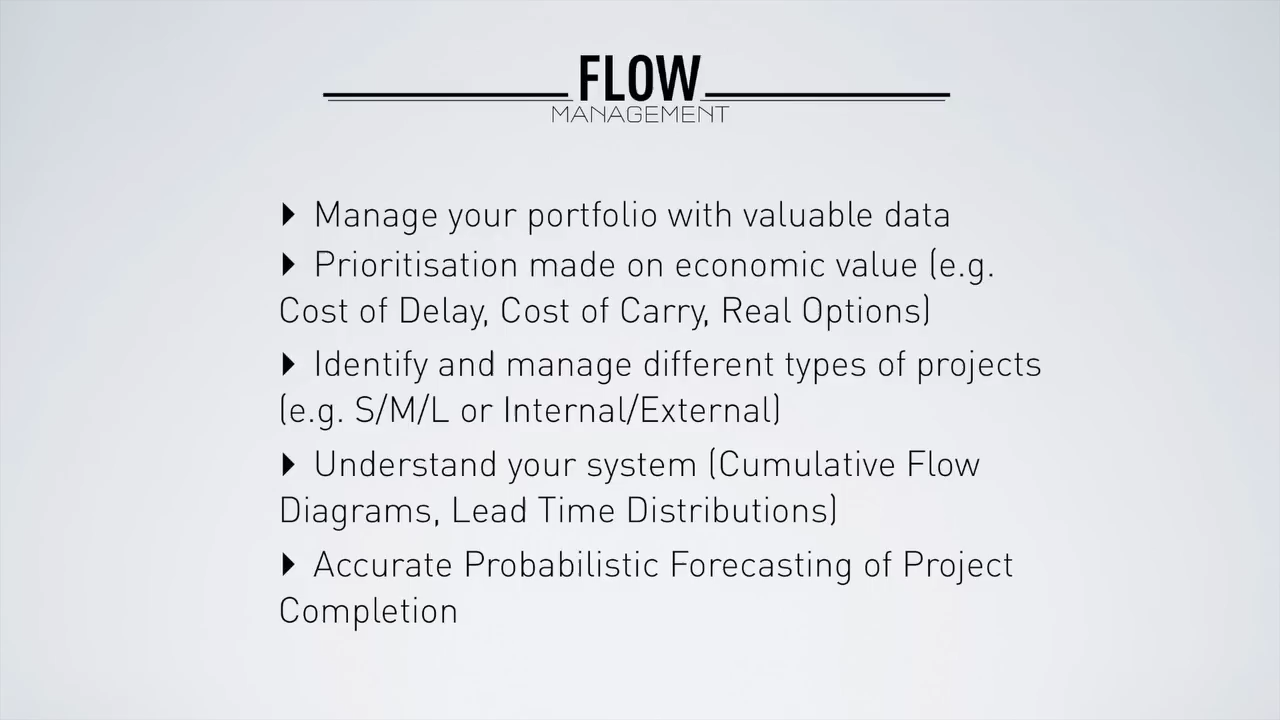 FLOW
MANAGEMENT
Manage your portfolio with valuable data
Prioritisation made on economic value (e.g.
Cost of Delay, Cost of Carry, Real Options)
Identify and manage different types of projects
(e.g. S/M/L or Internal/External)
Understand your system (Cumulative Flow
Diagrams, Lead Time Distributions)
Accurate Probabilistic Forecasting of Project
Completion